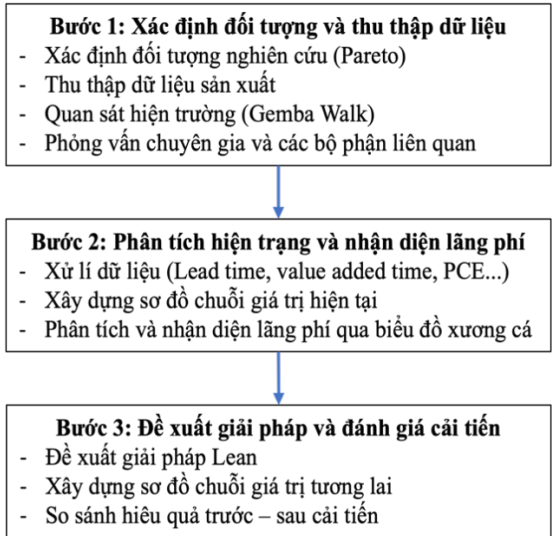 Bước 1: Xác định đối tượng và thu thập dữ liệu
- Xác định đối tượng nghiên cứu (Pareto)
- Thu thập dữ liệu sản xuất
- Quan sát hiện trường (Gemba Walk)
- Phỏng vấn chuyên gia và các bộ phận liên quan
Bước 2: Phân tích hiện trạng và nhận diện lãng phí
- Xử lí dữ liệu (Lead time, value added time, PCE...)
- Xây dựng sơ đồ chuỗi giá trị hiện tại
- Phân tích và nhận diện lãng phí qua biểu đồ xương cá
Bước 3: Đề xuất giải pháp và đánh giá cải tiến
- Đề xuất giải pháp Lean
- Xây dựng sơ đồ chuỗi giá trị tương lai
- So sánh hiêu quả trước – sau cải tiến